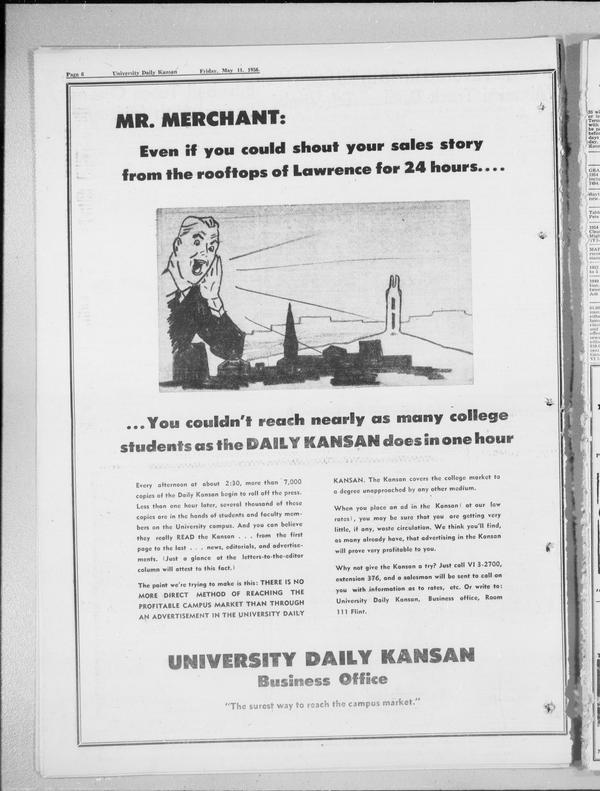 Page 6 University Daily Kansan Friday, May 11, 1956
MR. MERCHANT:
Even if you could shout your sales story
from the rooftops of Lawrence for 24 hours....
...You couldn't reach nearly as many college
students as the DAILY KANSAN does in one hour
Every afternoon at about 2:30, more than 7,000
copies of the Daily Kansan begin to roll off the press.
Less than one hour later, several thousand of these
copies are in the hands of students and faculty mem-
bers on the University campus. And you can believe
they really READ the Kansan . . . from the first
page to the last . . . news, editorials, and advertise-
ments. (Just a glance at the letters-to-the-editor
column will attest to this fact.)
The point we're trying to make is this: THERE IS NO
MORE DIRECT METHOD OF REACHING THE
PROFITABLE CAMPUS MARKET THAN THROUGH
AN ADVERTISEMENT IN THE UNIVERSITY DAILY
KANSAN. The Kansan covers the college market to
a degree unapproached by any other medium.
When you place an ad in the Kansan (at our low
rates), you may be sure that you are getting very
little, if any, waste circulation. We think you'll find,
as many already have, that advertising in the Kansan
will prove very profitable to you.
Why not give the Kansan a try? Just call VI 3-2700,
extension 376, and a salesman will be sent to call on
you with information as to rates, etc. Or write to:
University Daily Kansan, Business office, Room
111 Flint.
UNIVERSITY DAILY KANSAN
Business Office
"The surest way to reach the campus market."